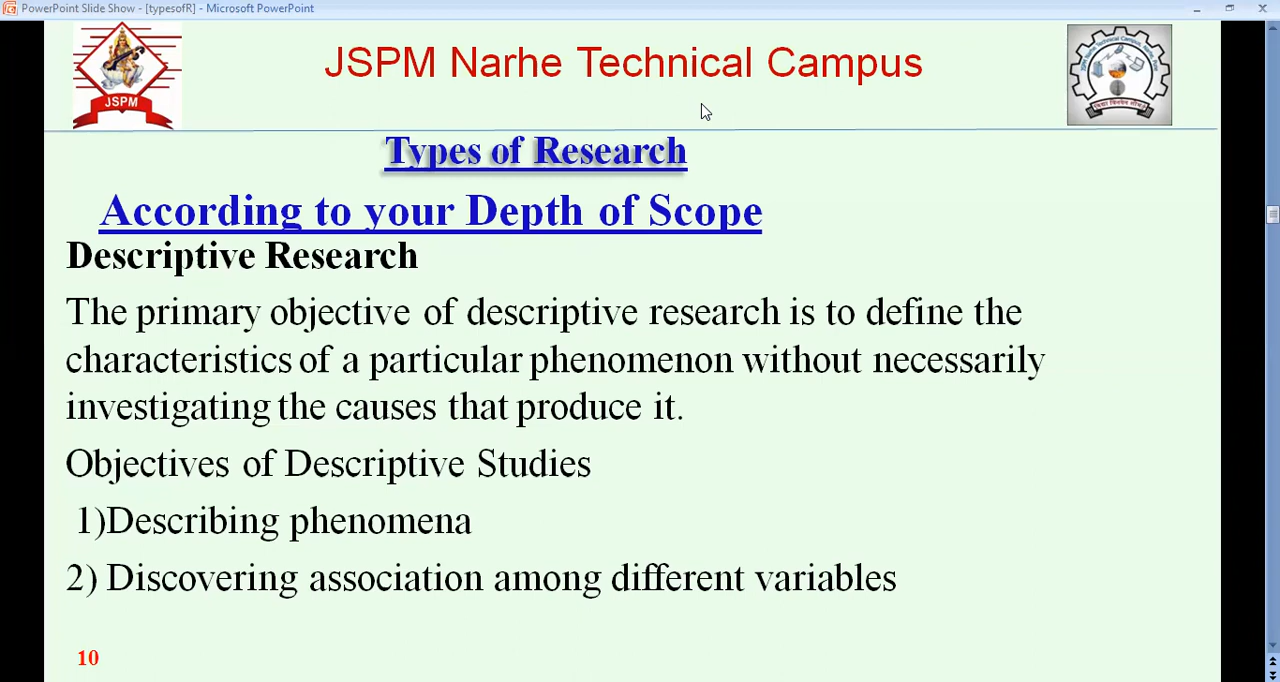 PowerPoint Slide Show - [typesofR] - Microsoft PowerPoint
JSPM Narhe Technical Campus
JSPM
Types of Research
According to your Depth of Scope
Descriptive Research
The primary objective of descriptive research is to define the
characteristics of a particular phenomenon without necessarily
investigating the causes that produce it.
Objectives of Descriptive Studies
1)Describing phenomena
2) Discovering association among different variables
10